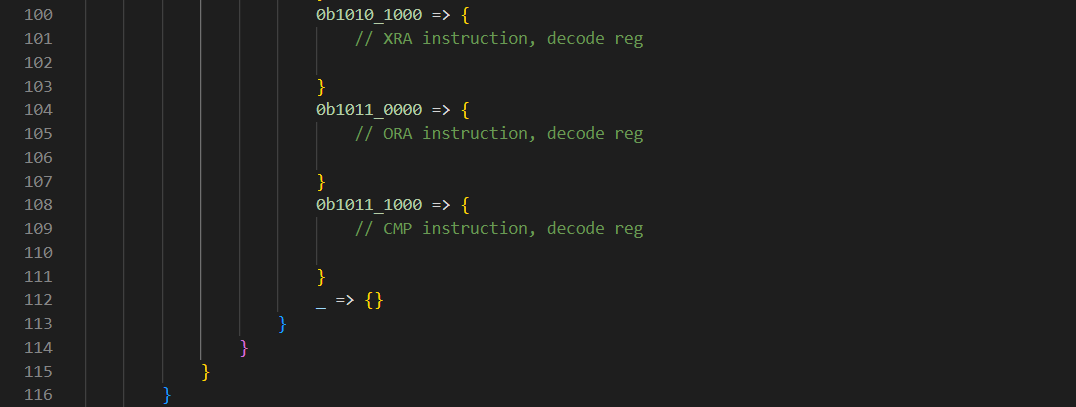 100 0b1010_1000 => {
101 // XRA instruction, decode reg
102
103 }
104 0b1011_0000 => {
105 // ORA instruction, decode reg
106
107 }
108 0b1011_1000 => {
109 // CMP instruction, decode reg
110
111 }
112 _ => {}
113 }
114 }
115 }
116 }